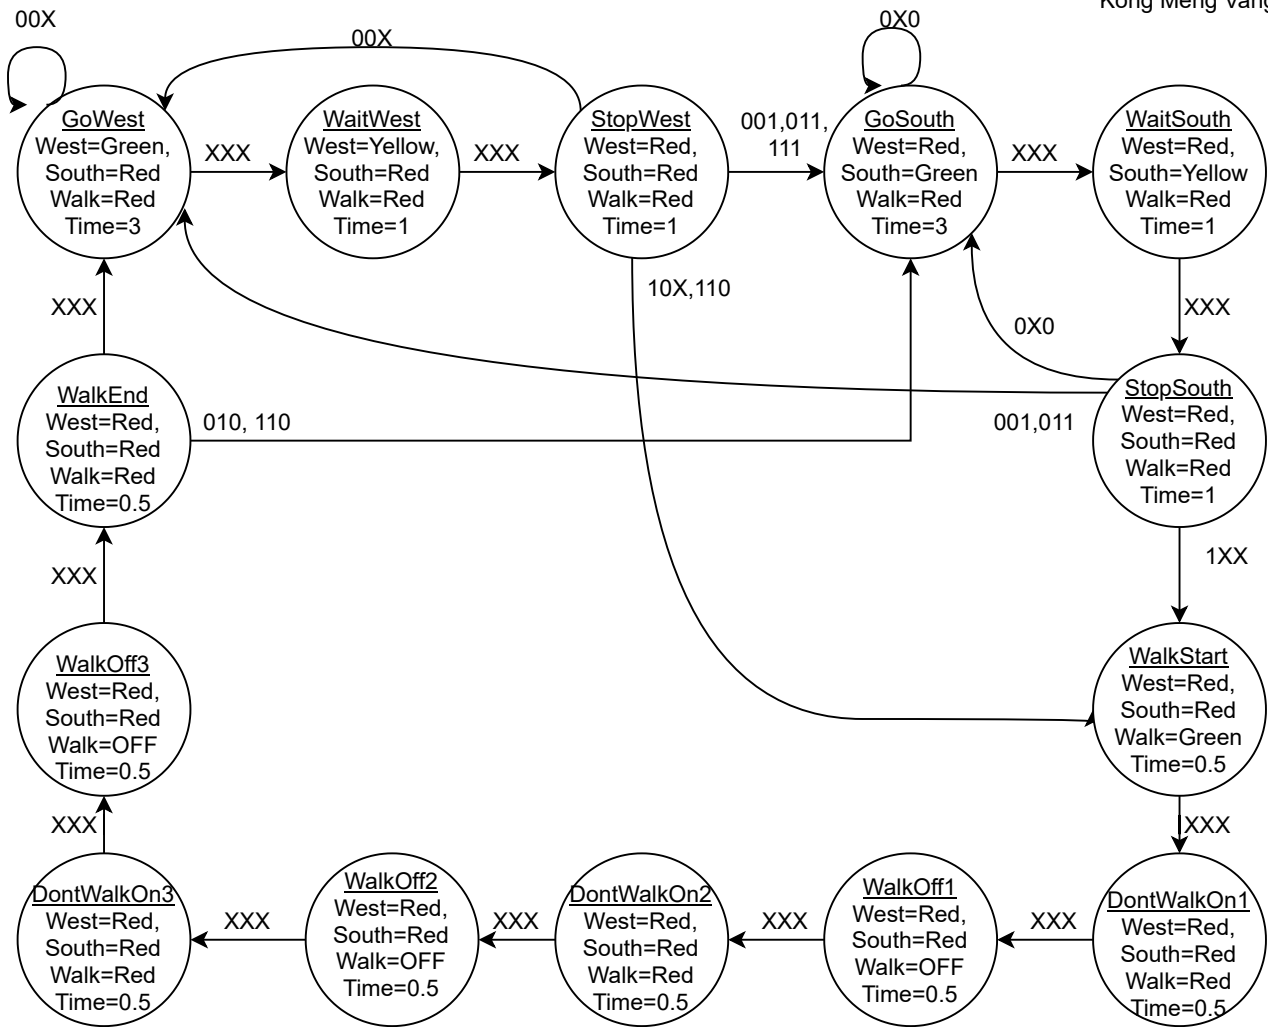 Kong Meng Vang
00X
00X
0X0
GoWest
West=Green,
South=Red
Walk=Red
Time=3
XXX
WaitWest
West=Yellow,
South=Red
Walk=Red
Time=1
XXX
StopWest
West=Red,
South=Red
Walk=Red
Time=1
001,011,
111
GoSouth
West=Red,
South=Green
Walk=Red
Time=3
XXX
WaitSouth
West=Red,
South=Yellow
Walk=Red
Time=1
XXX
10X,110
0X0
XXX
WalkEnd
West=Red,
South=Red
Walk=Red
Time=0.5
010, 110
001,011
StopSouth
West=Red,
South=Red
Walk=Red
Time=1
XXX
1XX
WalkOff3
West=Red,
South=Red
Walk=OFF
Time=0.5
WalkStart
West=Red,
South=Red
Walk=Green
Time=0.5
XXX
XXX
DontWalkOn3
West=Red,
South=Red
Walk=Red
Time=0.5
XXX
WalkOff2
West=Red,
South=Red
Walk=OFF
Time=0.5
XXX
DontWalkOn2
West=Red,
South=Red
Walk=Red
Time=0.5
XXX
WalkOff1
West=Red,
South=Red
Walk=OFF
Time=0.5
XXX
DontWalkOn1
West=Red,
South=Red
Walk=Red
Time=0.5